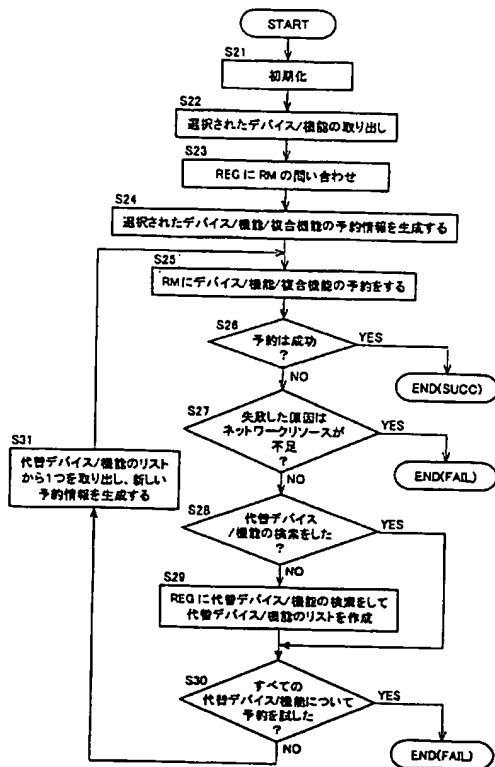 START
S21
初期化
S22
選択されたデバイス/機能の取り出し
S23
REGにRMの問い合わせ
S24
選択されたデバイス/機能/複合機能の予約情報を生成する
S25
RMにデバイス/機能/複合機能の予約をする
S26
予約は成功
?
YES
END(SUCC)
NO
S27
失敗した原因は
ネットワークリソースが
不足
?
YES
END(FAIL)
NO
S31
代替デバイス/機能のリスト
から1つを取り出し、新しい
予約情報を生成する
S28
代替デバイス
/機能の検索をした
?
YES
NO
S29
REGに代替デバイス/機能の検索をして
代替デバイス/機能のリストを作成
S30
すべての
代替デバイス/機能について
予約を試した
?
YES
END(FAIL)
NO